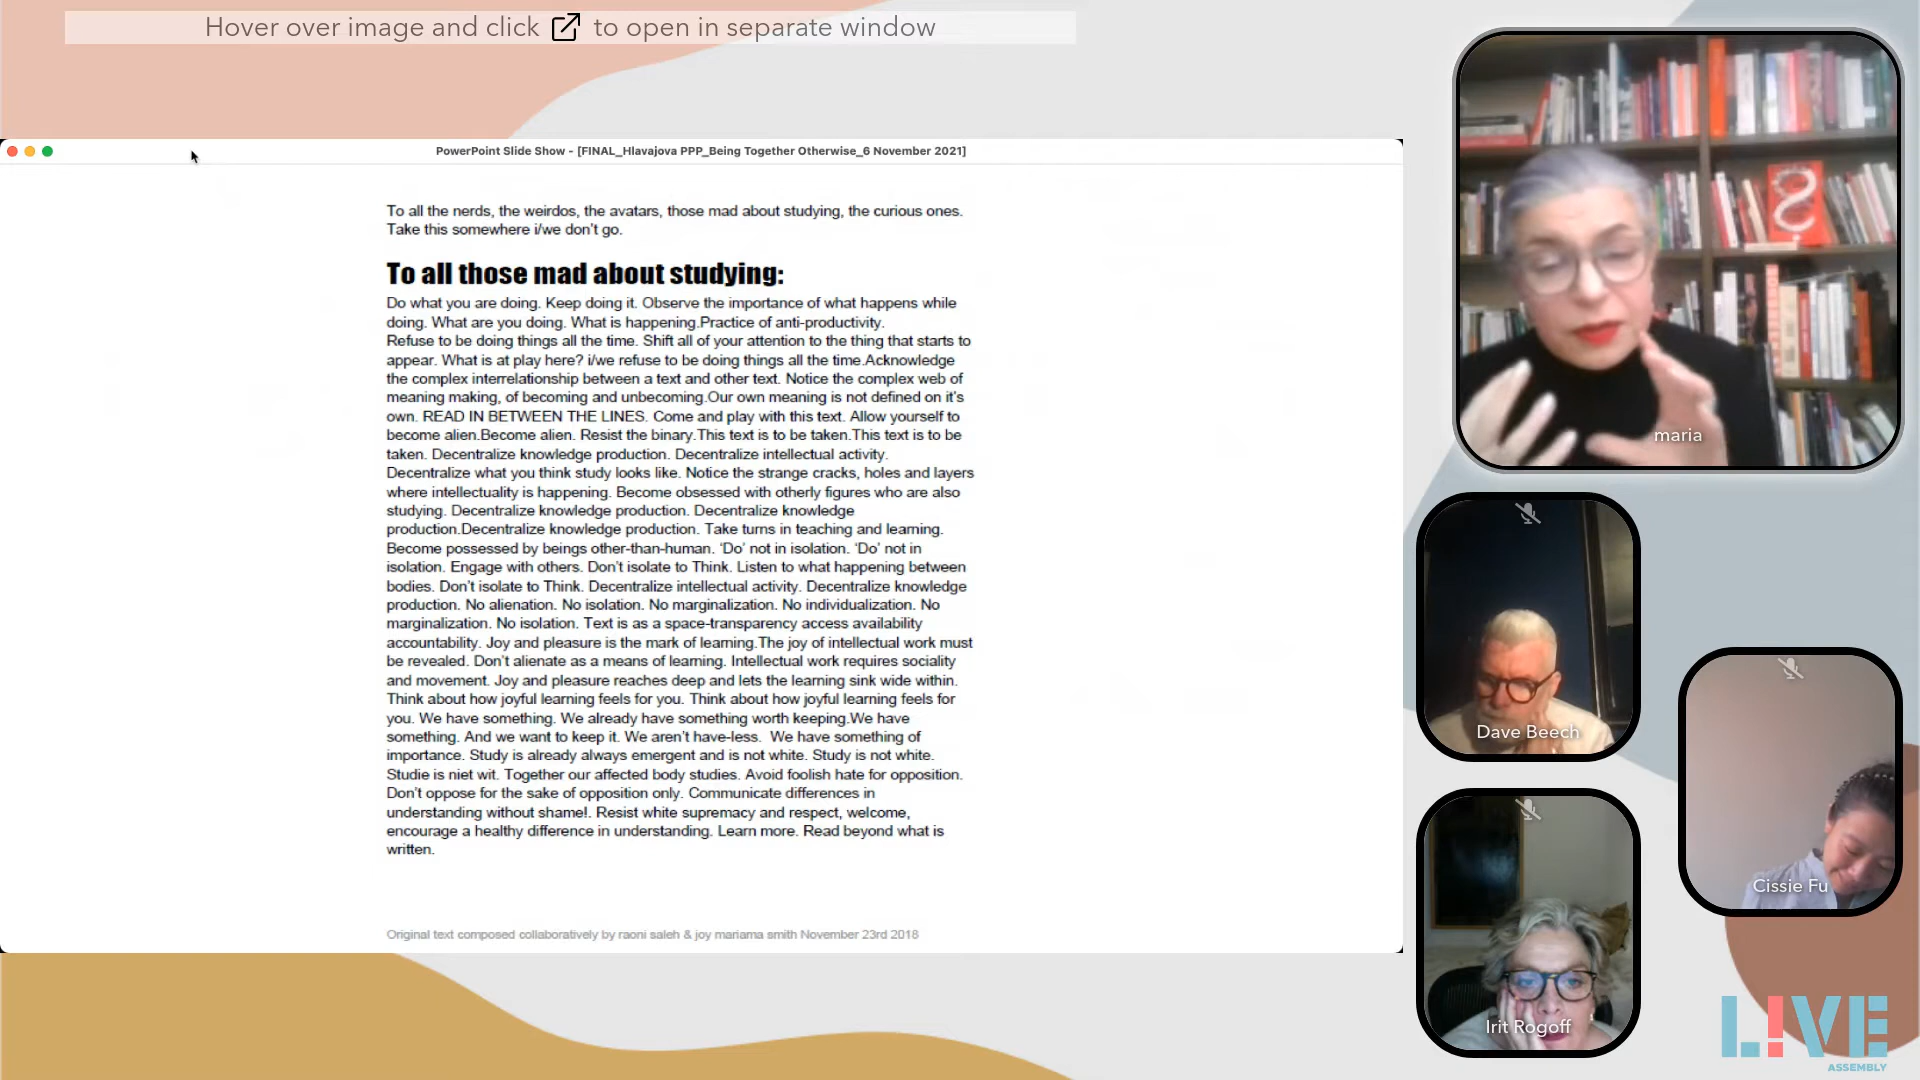 Hover over image and click to open in separate window
PowerPoint Slide Show - [FINAL_Hlavajova PPP_Being Together Otherwise_6 November 2021]
To all the nerds, the weirdos, the avatars, those mad about studying, the curious ones.
Take this somewhere i/we don't go.
To all those mad about studying:
Do what you are doing. Keep doing it. Observe the importance of what happens while
doing. What are you doing. What is happening.Practice of anti-productivity.
Refuse to be doing things all the time. Shift all of your attention to the thing that starts to
appear. What is at play here? i/we refuse to be doing things all the time.Acknowledge
the complex interrelationship between a text and other text. Notice the complex web of
meaning making, of becoming and unbecoming.Our own meaning is not defined on it's
own. READ IN BETWEEN THE LINES. Come and play with this text. Allow yourself to
become alien.Become alien. Resist the binary.This text is to be taken.This text is to be
taken. Decentralize knowledge production. Decentralize intellectual activity.
Decentralize what you think study looks like. Notice the strange cracks, holes and layers
where intellectuality is happening. Become obsessed with otherly figures who are also
studying. Decentralize knowledge production. Decentralize knowledge
production.Decentralize knowledge production. Take turns in teaching and learning.
Become possessed by beings other-than-human. 'Do' not in isolation. 'Do' not in
isolation. Engage with others. Don't isolate to Think. Listen to what happening between
bodies. Don't isolate to Think. Decentralize intellectual activity. Decentralize knowledge
production. No alienation. No isolation. No marginalization. No individualization. No
marginalization. No isolation. Text is as a space-transparency access availability
accountability. Joy and pleasure is the mark of learning.The joy of intellectual work must
be revealed. Don't alienate as a means of learning. Intellectual work requires sociality
and movement. Joy and pleasure reaches deep and lets the learning sink wide within.
Think about how joyful learning feels for you. Think about how joyful learning feels for
you. We have something. We already have something worth keeping.We have
something. And we want to keep it. We aren't have-less.  We have something of
importance. Study is already always emergent and is not white. Study is not white.
Studie is niet wit. Together our affected body studies. Avoid foolish hate for opposition.
Don't oppose for the sake of opposition only. Communicate differences in
understanding without shame!. Resist white supremacy and respect, welcome,
encourage a healthy difference in understanding. Learn more. Read beyond what is
written.
Original text composed collaboratively by raoni saleh & joy mariama smith November 23rd 2018
maria
Dave Beech
Cissie Fu
Irit Rogoff
L!VE
ASSEMBLY